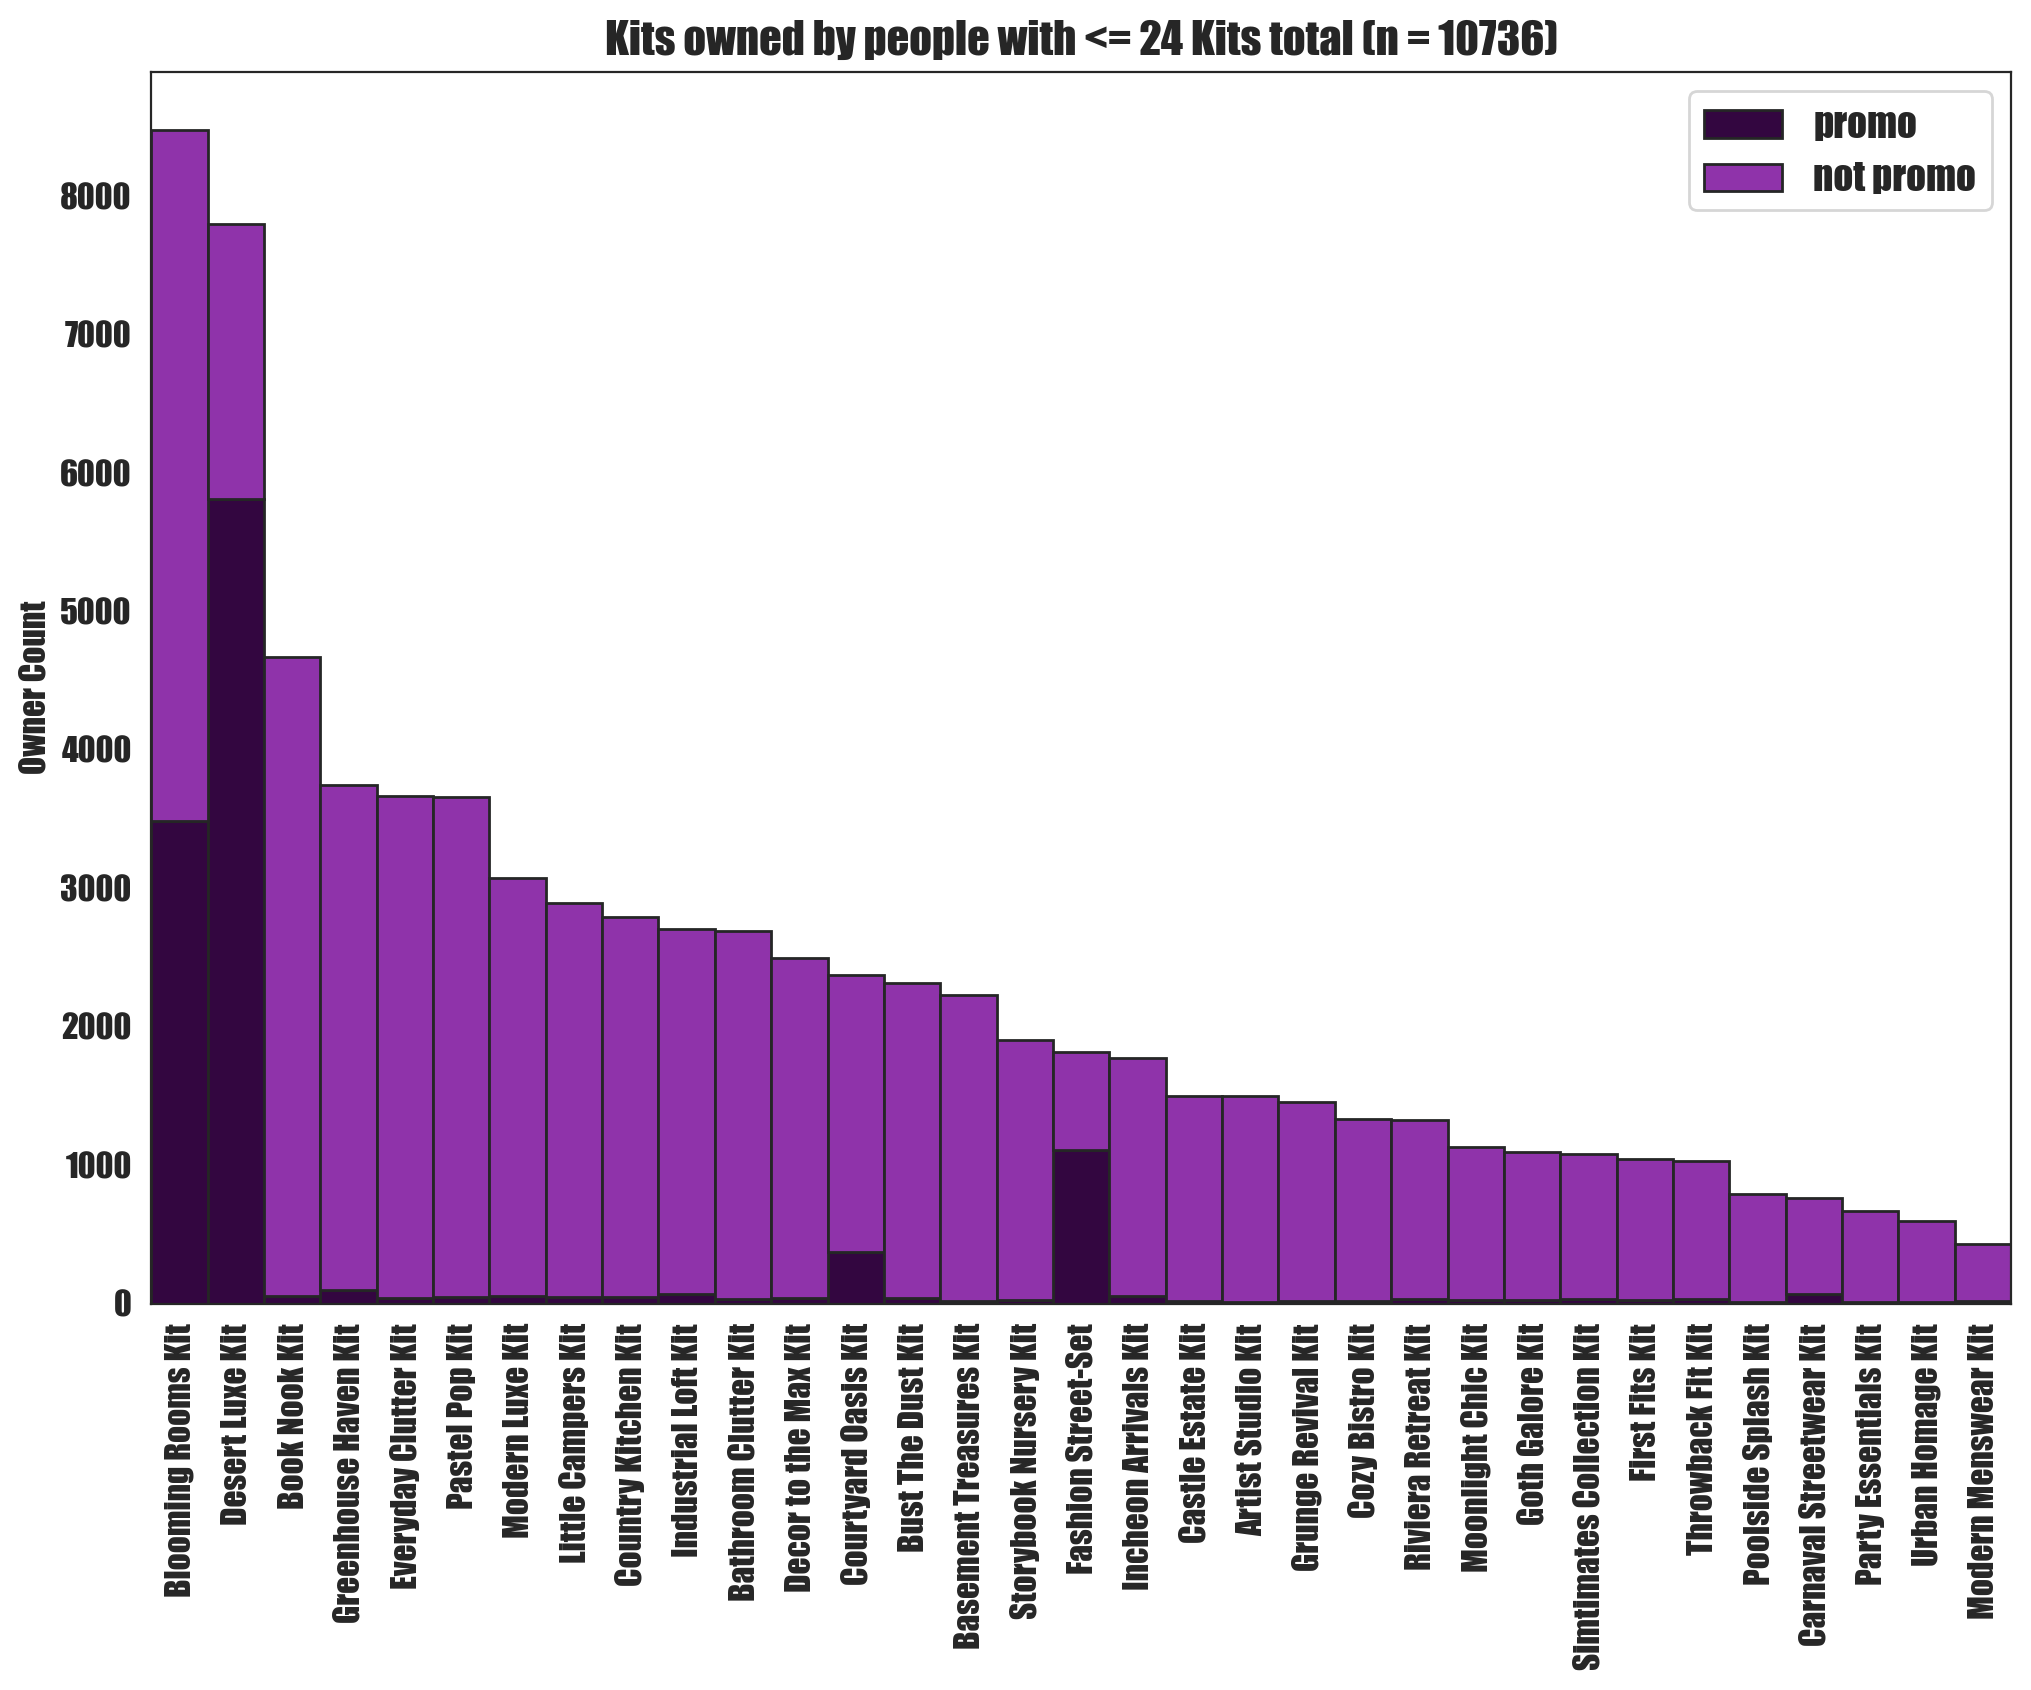 Kits owned by people with <= 24 Kits total (n = 10736)
promo
not promo
Owner Count
8000
7000
6000
5000
4000
3000
2000
1000
0
Blooming Rooms Kit
Desert Luxe Kit
Book Nook Kit
Greenhouse Haven Kit
Everyday Clutter Kit
Pastel Pop Kit
Modern Luxe Kit
Little Campers Kit
Country Kitchen Kit
Industrial Loft Kit
Bathroom Clutter Kit
Decor to the Max Kit
Courtyard Oasis Kit
Bust The Dust Kit
Basement Treasures Kit
Storybook Nursery Kit
Fashion Street-Set
Incheon Arrivals Kit
Castle Estate Kit
Artist Studio Kit
Grunge Revival Kit
Cozy Bistro Kit
Riviera Retreat Kit
Moonlight Chic Kit
Goth Galore Kit
Simtimates Collection Kit
First Fits Kit
Throwback Fit Kit
Poolside Splash Kit
Carnaval Streetwear Kit
Party Essentials Kit
Urban Homage Kit
Modern Menswear Kit